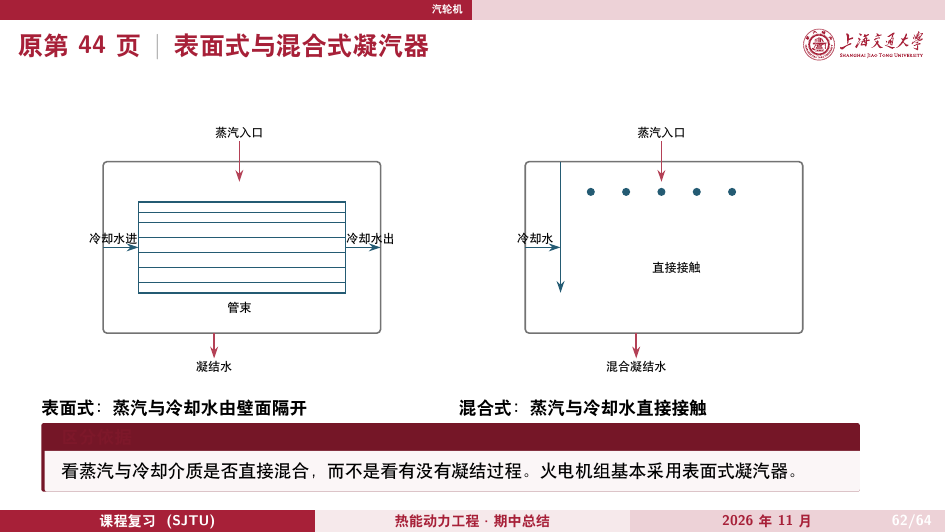 汽轮机
原第 44 页 | 表面式与混合式凝汽器
上海交通大学
SHANGHAI JIAO TONG UNIVERSITY
蒸汽入口
蒸汽入口
冷却水进
冷却水出
冷却水
直接接触
管束
凝结水
混合凝结水
表面式：蒸汽与冷却水由壁面隔开
混合式：蒸汽与冷却水直接接触
区分依据
看蒸汽与冷却介质是否直接混合，而不是看有没有凝结过程。火电机组基本采用表面式凝汽器。
课程复习 (SJTU)
热能动力工程 · 期中总结
2026 年 11 月
62/64